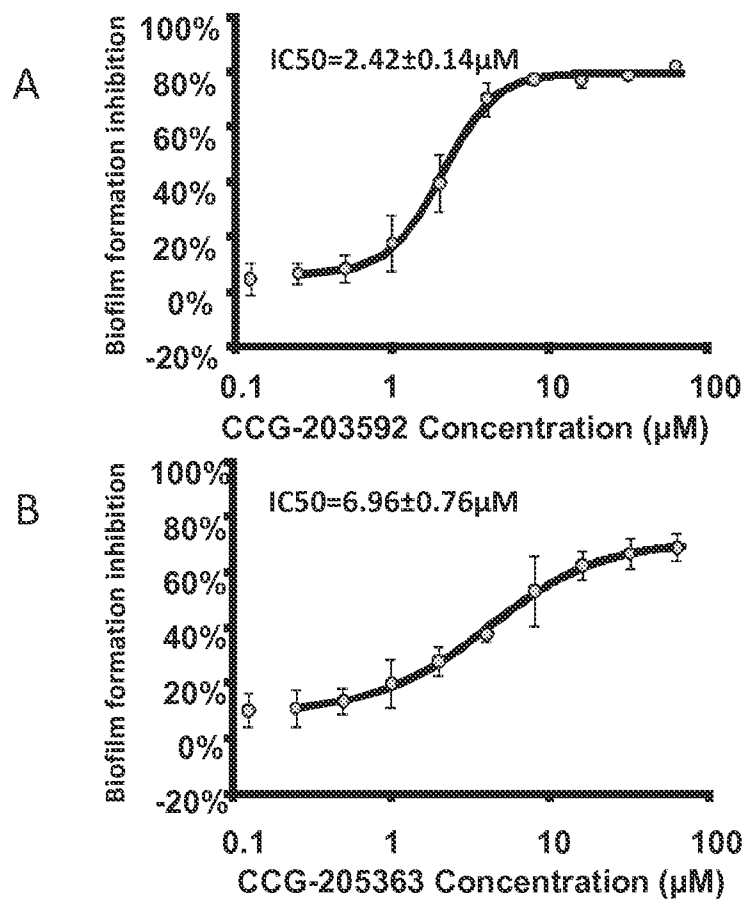 A
Biofilm formation inhibition
IC50=2.42±0.14µM
100%
80%
60%
40%
20%
0%
-20%
0.1 1 10 100
CCG-203592 Concentration (µM)
B
Biofilm formation inhibition
IC50=6.96±0.76µM
100%
80%
60%
40%
20%
0%
-20%
0.1 1 10 100
CCG-205363 Concentration (µM)